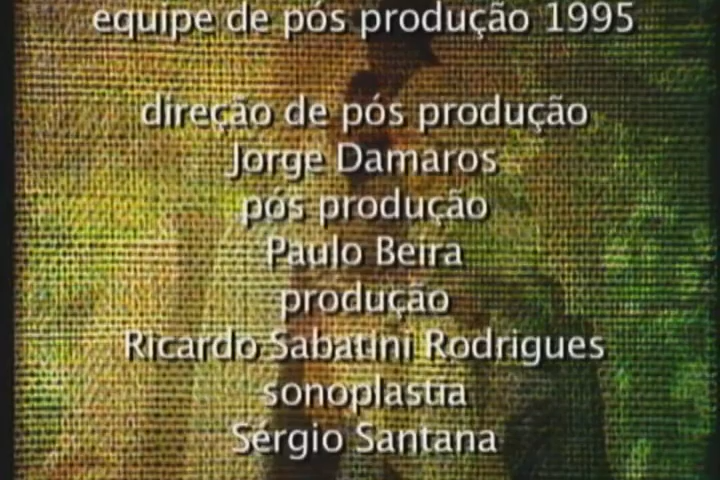 equipe de pós produção 1995
direção de pós produção
Jorge Damaros
pós produção
Paulo Beira
produção
Ricardo Sabatini Rodrigues
sonoplastia
Sérgio Santana